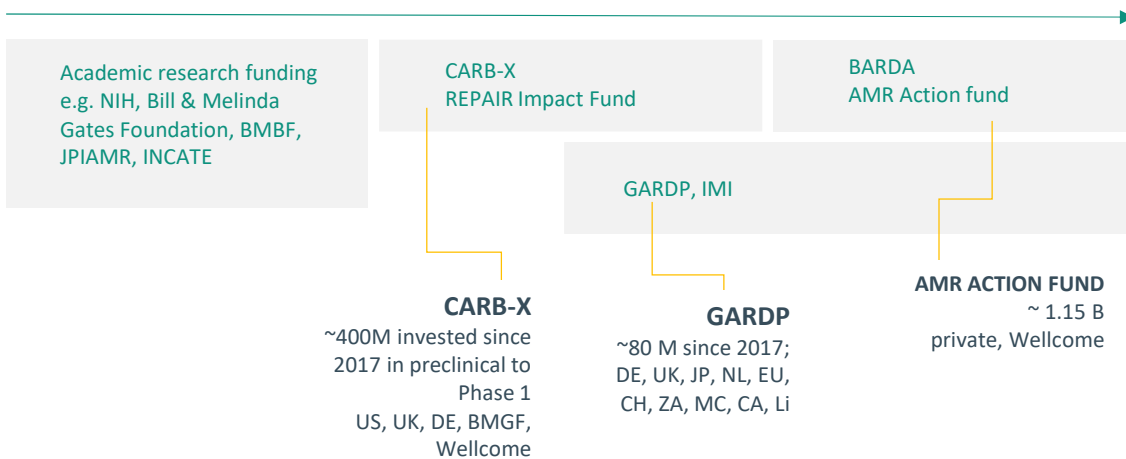 Academic research funding
e.g. NIH, Bill & Melinda
Gates Foundation, BMBF,
JPIAMR, INCATE
CARB-X
REPAIR Impact Fund
BARDA
AMR Action fund
GARDP, IMI
CARB-X
~400M invested since
2017 in preclinical to
Phase 1
US, UK, DE, BMGF,
Wellcome
GARDP
~80 M since 2017;
DE, UK, JP, NL, EU,
CH, ZA, MC, CA, Li
AMR ACTION FUND
~ 1.15 B
private, Wellcome